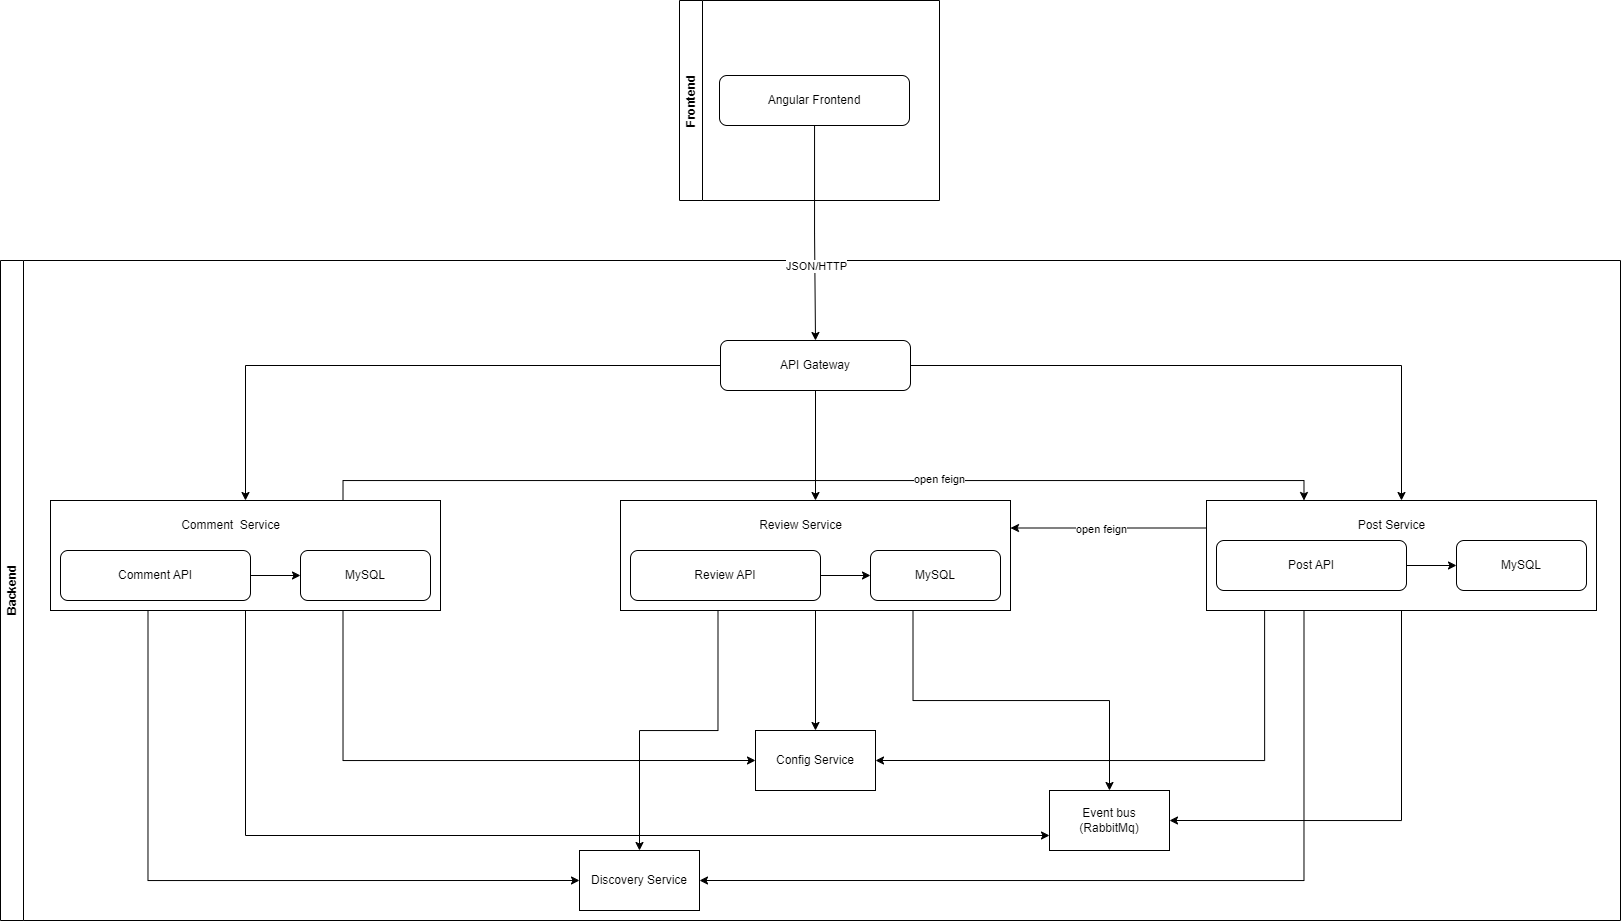 Frontend
Angular Frontend
JSON/HTTP
Backend
API Gateway
open feign
Comment  Service
Comment API
MySQL
Review Service
Review API
MySQL
open feign
Post Service
Post API
MySQL
Config Service
Event bus
(RabbitMq)
Discovery Service